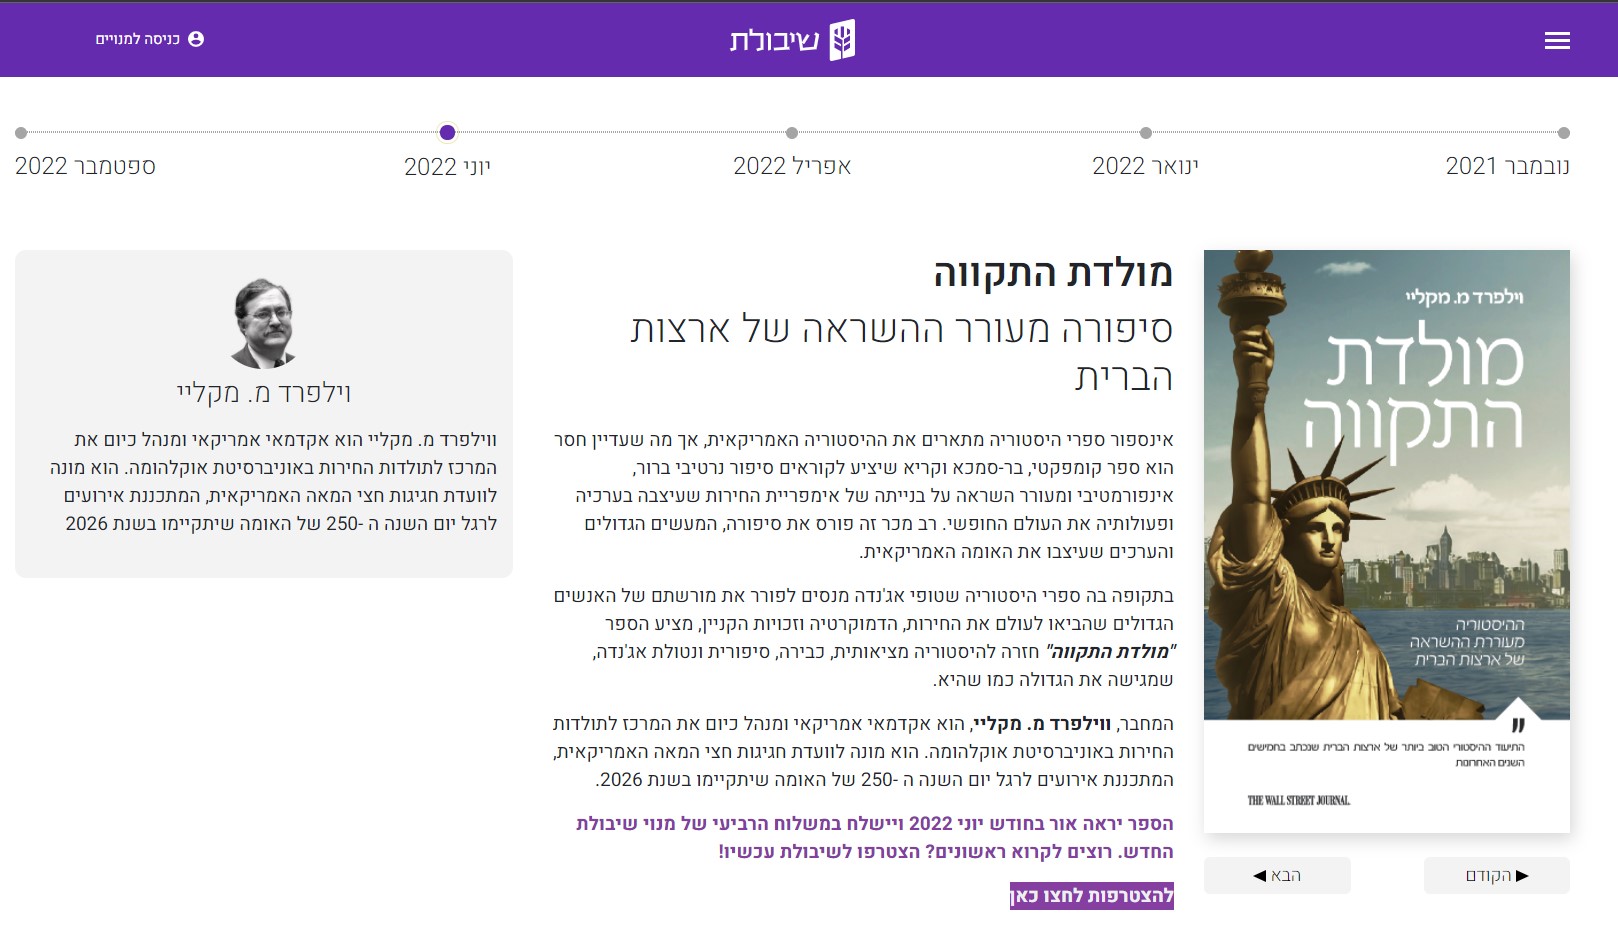 שיבולת
כניסה למנויים
נובמבר 2021
ינואר 2022
אפריל 2022
יוני 2022
ספטמבר 2022
וילפרד מ. מקליי
מולדת
התקווה
ההיסטוריה
מעוררת ההשראה
של ארצות הברית
"
התיעוד ההיסטורי הטוב ביותר של ארצות הברית שנכתב בחמישים
השנים האחרונות
THE WALL STREET JOURNAL
הקודם
הבא
מולדת התקווה
סיפורה מעורר ההשראה של ארצות
הברית
אינספור ספרי היסטוריה מתארים את ההיסטוריה האמריקאית, אך מה שעדיין חסר
הוא ספר קומפקטי, בר-סמכא וקריא שיציע לקוראים סיפור נרטיבי ברור,
אינפורמטיבי ומעורר השראה על בנייתה של אימפריית החירות שעיצבה בערכיה
ופעולותיה את העולם החופשי. רב מכר זה פורס את סיפורה, המעשים הגדולים
והערכים שעיצבו את האומה האמריקאית.
בתקופה בה ספרי היסטוריה שטופי אג'נדה מנסים לפורר את מורשתם של האנשים
הגדולים שהביאו לעולם את החירות, הדמוקרטיה וזכויות הקניין, מציע הספר
"מולדת התקווה" חזרה להיסטוריה מציאותית, כבירה, סיפורית ונטולת אג'נדה,
שמגישה את הגדולה כמו שהיא.
המחבר, ווילפרד מ. מקליי, הוא אקדמאי אמריקאי ומנהל כיום את המרכז לתולדות
החירות באוניברסיטת אוקלהומה. הוא מונה לוועדת חגיגות חצי המאה האמריקאית,
המתכננת אירועים לרגל יום השנה ה -250 של האומה שיתקיימו בשנת 2026.
הספר יראה אור בחודש יוני 2022 ויישלח במשלוח הרביעי של מנוי שיבולת
החדש. רוצים לקרוא ראשונים? הצטרפו לשיבולת עכשיו!
להצטרפות לחצו כאן
וילפרד מ. מקליי
ווילפרד מ. מקליי הוא אקדמאי אמריקאי ומנהל כיום את
המרכז לתולדות החירות באוניברסיטת אוקלהומה. הוא מונה
לוועדת חגיגות חצי המאה האמריקאית, המתכננת אירועים
לרגל יום השנה ה -250 של האומה שיתקיימו בשנת 2026